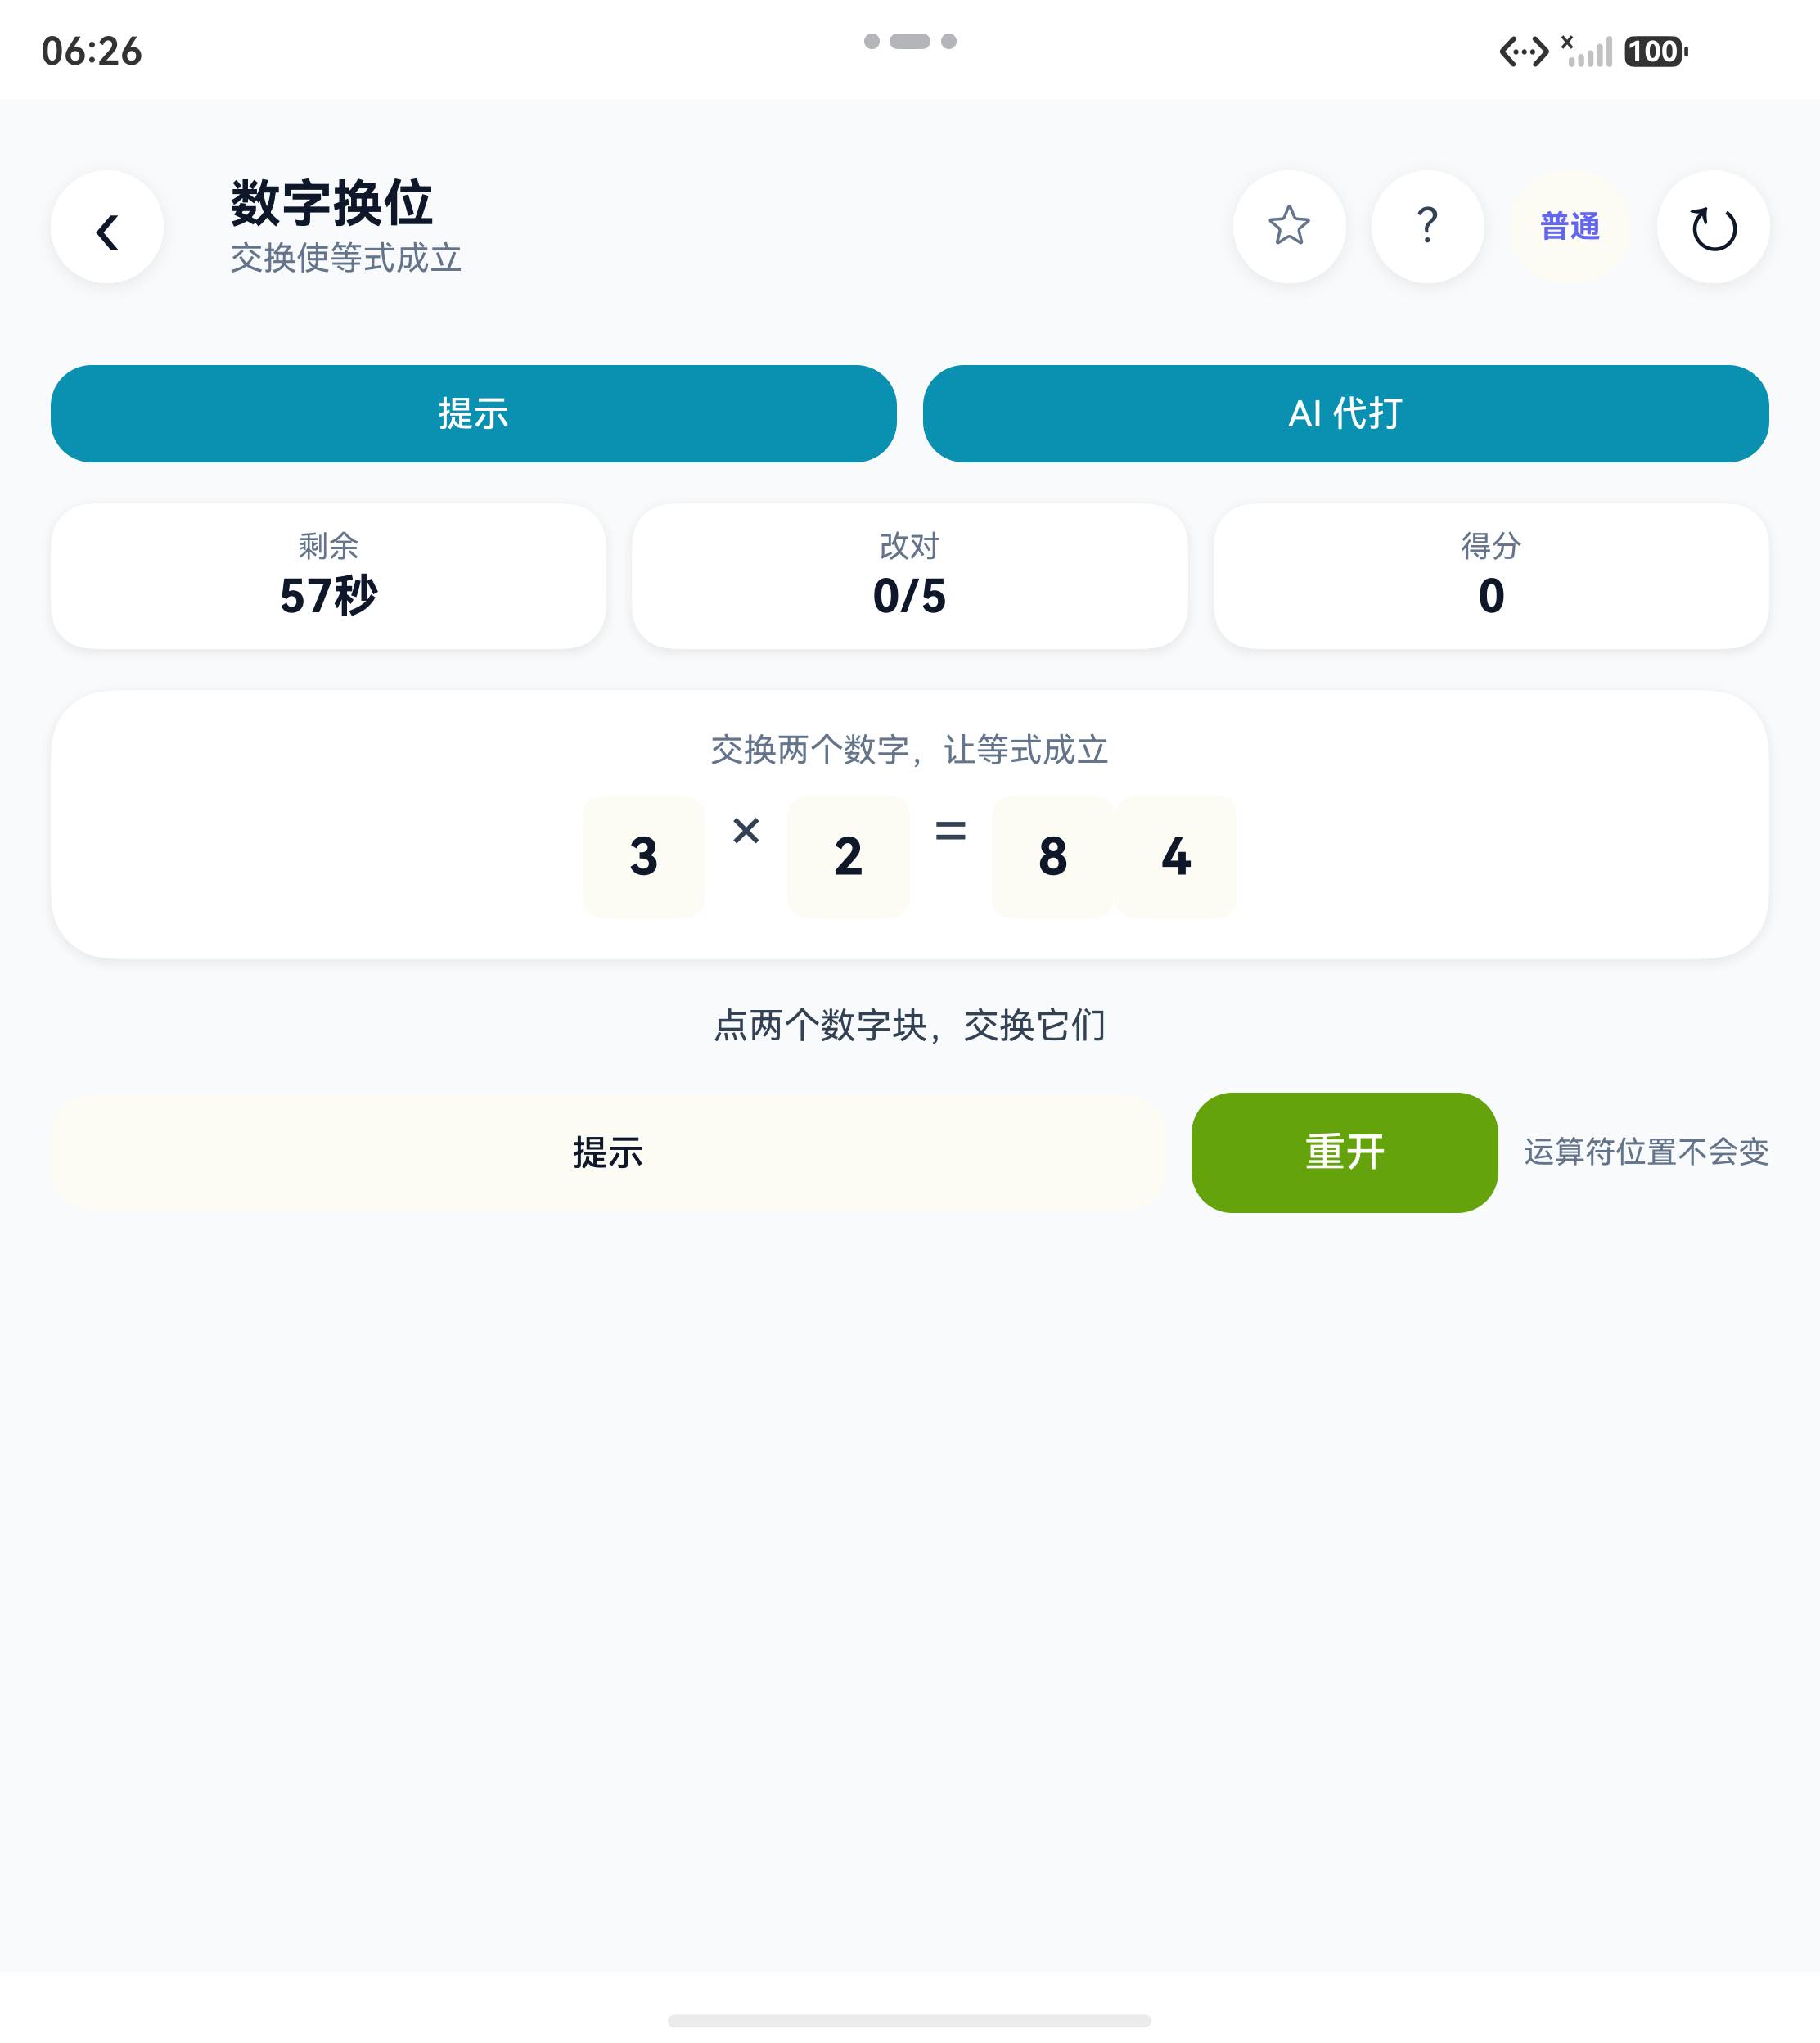 06:26
100
数字换位
交换使等式成立
?
普通
提示
AI 代打
剩余
57秒
改对
0/5
得分
0
交换两个数字，让等式成立
3 × 2 = 8 4
点两个数字块，交换它们
提示
重开
运算符位置不会变